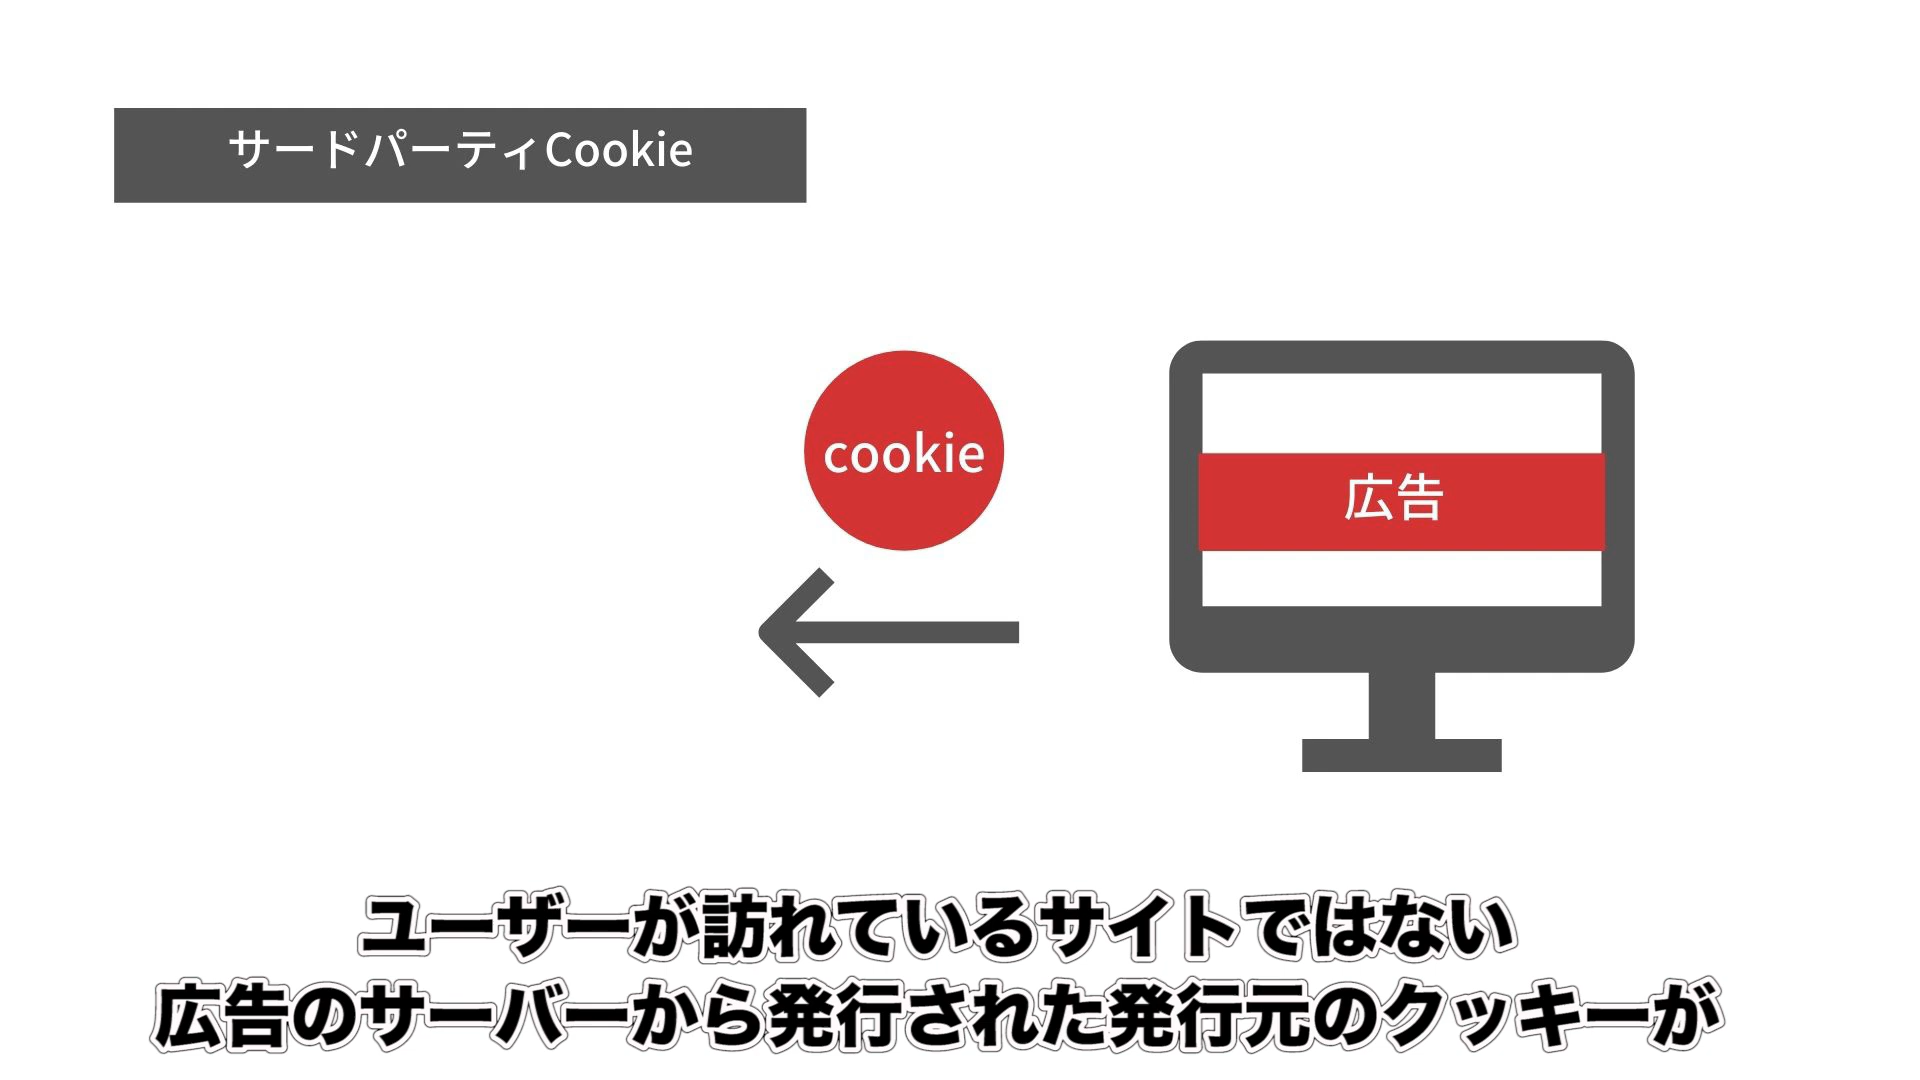 サードパーティCookie
cookie
広告
ユーザーが訪れているサイトではない
広告のサーバーから発行された発行元のクッキーが